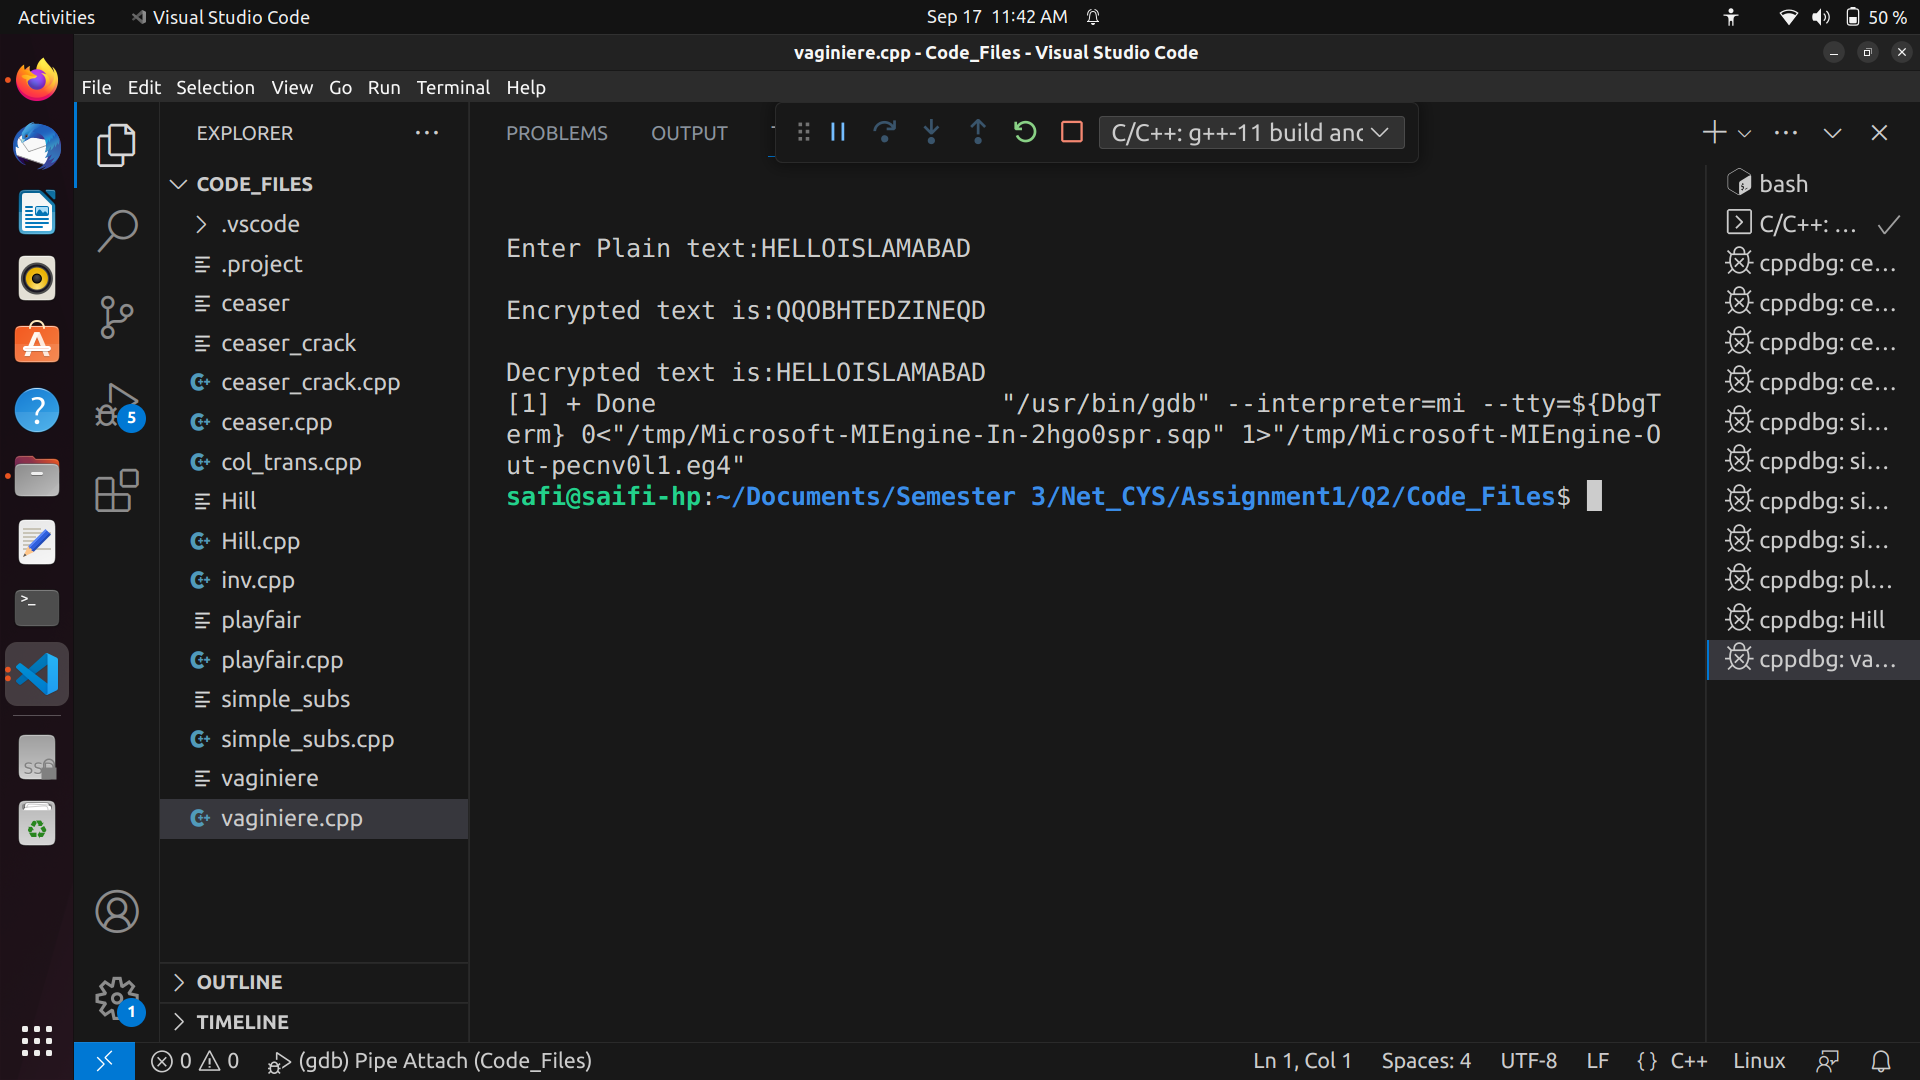 Activities
Visual Studio Code
Sep 17 11:42 AM
50 %
vaginiere.cpp - Code_Files - Visual Studio Code
File Edit Selection View Go Run Terminal Help
EXPLORER
CODE_FILES
.vscode
.project
ceaser
ceaser_crack
ceaser_crack.cpp
ceaser.cpp
col_trans.cpp
Hill
Hill.cpp
inv.cpp
playfair
playfair.cpp
simple_subs
simple_subs.cpp
vaginiere
vaginiere.cpp
OUTLINE
TIMELINE
5
1
SS
PROBLEMS OUTPUT
C/C++: g++-11 build and
Enter Plain text:HELLOISLAMABAD
Encrypted text is:QQOBHTEDZINEQD
Decrypted text is:HELLOISLAMABAD
[1] + Done "/usr/bin/gdb" --interpreter=mi --tty=${DbgT
erm} 0<"/tmp/Microsoft-MIEngine-In-2hgo0spr.sqp" 1>"/tmp/Microsoft-MIEngine-O
ut-pecnv0l1.eg4"
safi@saifi-hp:~/Documents/Semester 3/Net_CYS/Assignment1/Q2/Code_Files$
bash
C/C++: ...
cppdbg: ce...
cppdbg: ce...
cppdbg: ce...
cppdbg: ce...
cppdbg: si...
cppdbg: si...
cppdbg: si...
cppdbg: si...
cppdbg: pl...
cppdbg: Hill
cppdbg: va...
0 0 (gdb) Pipe Attach (Code_Files)
Ln 1, Col 1 Spaces: 4 UTF-8 LF {} C++ Linux